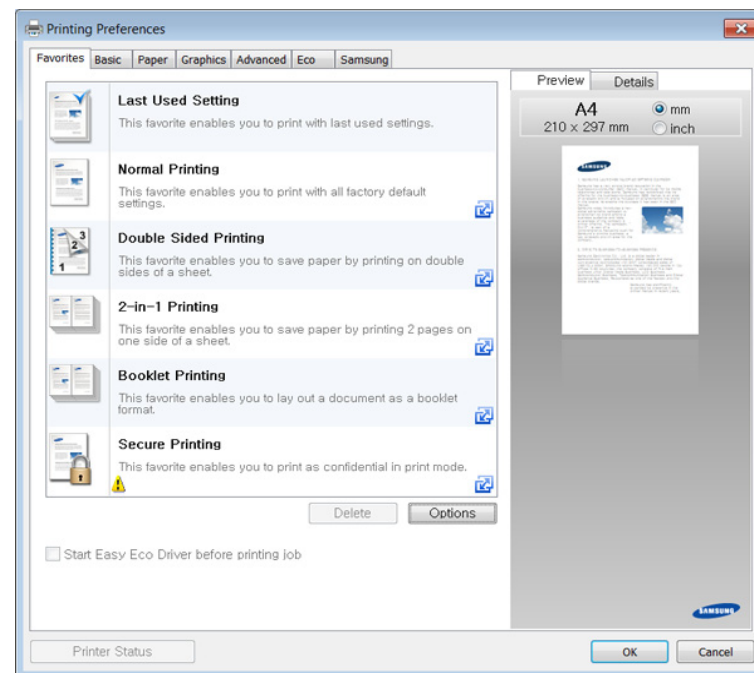 Printing Preferences
Favorites Basic Paper Graphics Advanced Eco Samsung
Last Used Setting
This favorite enables you to print with last used settings.
Normal Printing
This favorite enables you to print with all factory default
settings.
Double Sided Printing
This favorite enables you to save paper by printing on double
sides of a sheet.
2-in-1 Printing
This favorite enables you to save paper by printing 2 pages on
one side of a sheet.
Booklet Printing
This favorite enables you to lay out a document as a booklet
format.
Secure Printing
This favorite enables you to print as confidential in print mode.
Delete Options
Start Easy Eco Driver before printing job
Printer Status
Preview Details
A4
210 x 297 mm
mm
inch
SAMSUNG
SAMSUNG
OK Cancel